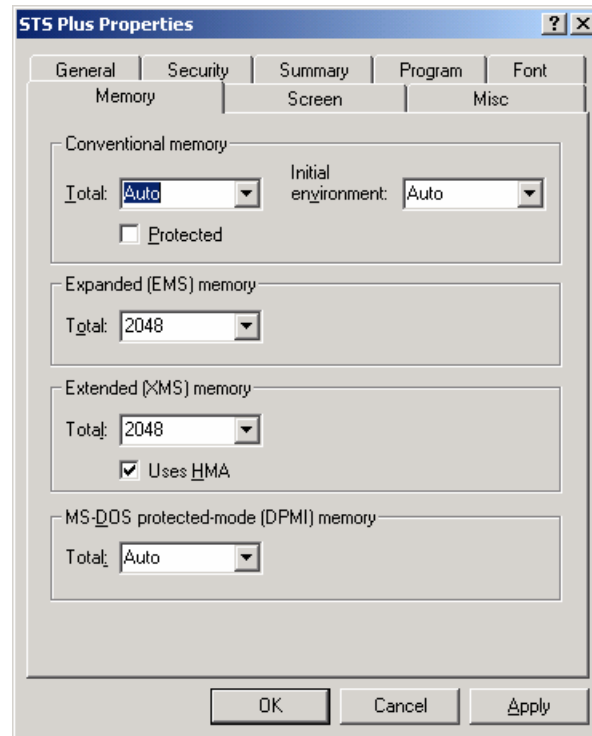 STS Plus Properties
General Security Summary Program Font
Memory Screen Misc
Conventional memory
Total: Auto
Initial environment: Auto
Protected
Expanded (EMS) memory
Total: 2048
Extended (XMS) memory
Total: 2048
Uses HMA
MS-DOS protected-mode (DPMI) memory
Total: Auto
OK Cancel Apply